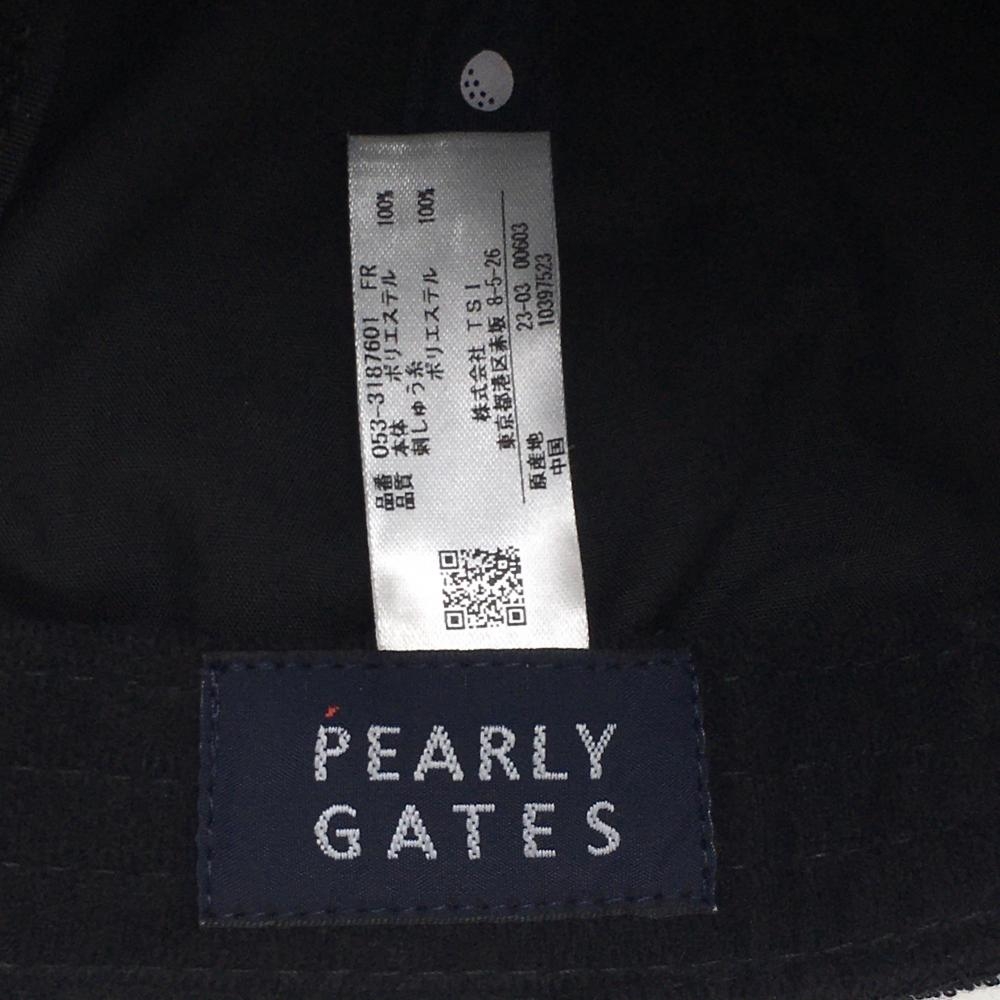 品番 053-3187601 FR
品質 本体 ポリエステル 100%
刺しゅう糸
ポリエステル 100%
株式会社 TSI
東京都港区赤坂 8-5-26
23-03 00603
原産地 10397523
中国
PEARLY
GATES